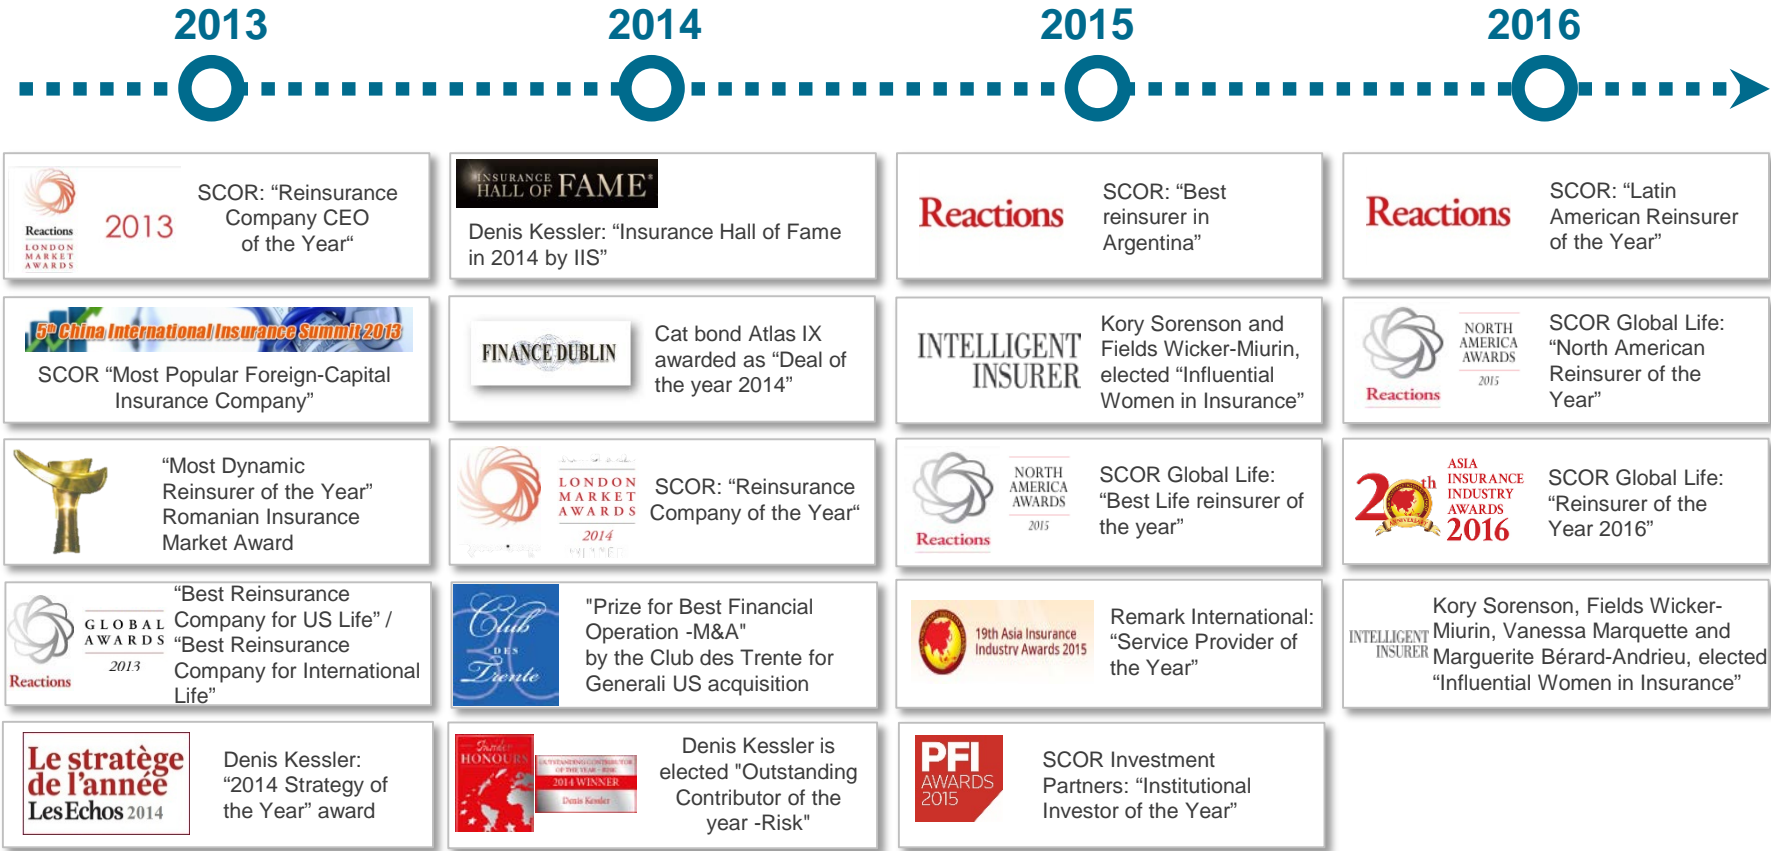 2013
2014
2015
2016
Reactions
LONDON
MARKET
AWARDS
2013
SCOR: “Reinsurance
Company CEO
of the Year“
5th China International Insurance Summit 2013
SCOR “Most Popular Foreign-Capital
Insurance Company”
“Most Dynamic
Reinsurer of the Year”
Romanian Insurance
Market Award
Reactions
GLOBAL
AWARDS
2013
“Best Reinsurance
Company for US Life” /
“Best Reinsurance
Company for International
Life”
Le stratège
de l'année
Les Echos 2014
Denis Kessler:
“2014 Strategy of
the Year” award
INSURANCE
HALL OF FAME
Denis Kessler: “Insurance Hall of Fame
in 2014 by IIS”
FINANCE DUBLIN
Cat bond Atlas IX
awarded as “Deal of
the year 2014”
LONDON
MARKET
AWARDS
2014
WINNER
SCOR: “Reinsurance
Company of the Year“
Club
DES
Trente
"Prize for Best Financial
Operation -M&A"
by the Club des Trente for
Generali US acquisition
Insider
HONOURS
OUTSTANDING CONTRIBUTOR
OF THE YEAR - RISK
2014 WINNER
Denis Kessler
Denis Kessler is
elected "Outstanding
Contributor of the
year -Risk"
Reactions
SCOR: “Best
reinsurer in
Argentina”
INTELLIGENT
INSURER
Kory Sorenson and
Fields Wicker-Miurin,
elected “Influential
Women in Insurance”
Reactions
NORTH
AMERICA
AWARDS
2015
SCOR Global Life:
“Best Life reinsurer of
the year”
19th Asia Insurance
Industry Awards 2015
Remark International:
“Service Provider of
the Year”
PFI
AWARDS
2015
SCOR Investment
Partners: “Institutional
Investor of the Year”
Reactions
SCOR: “Latin
American Reinsurer
of the Year”
Reactions
NORTH
AMERICA
AWARDS
2015
SCOR Global Life:
“North American
Reinsurer of the
Year”
20th
ANNIVERSARY
ASIA
INSURANCE
INDUSTRY
AWARDS
2016
SCOR Global Life:
“Reinsurer of the
Year 2016”
INTELLIGENT
INSURER
Kory Sorenson, Fields Wicker-
Miurin, Vanessa Marquette and
Marguerite Bérard-Andrieu, elected
“Influential Women in Insurance”